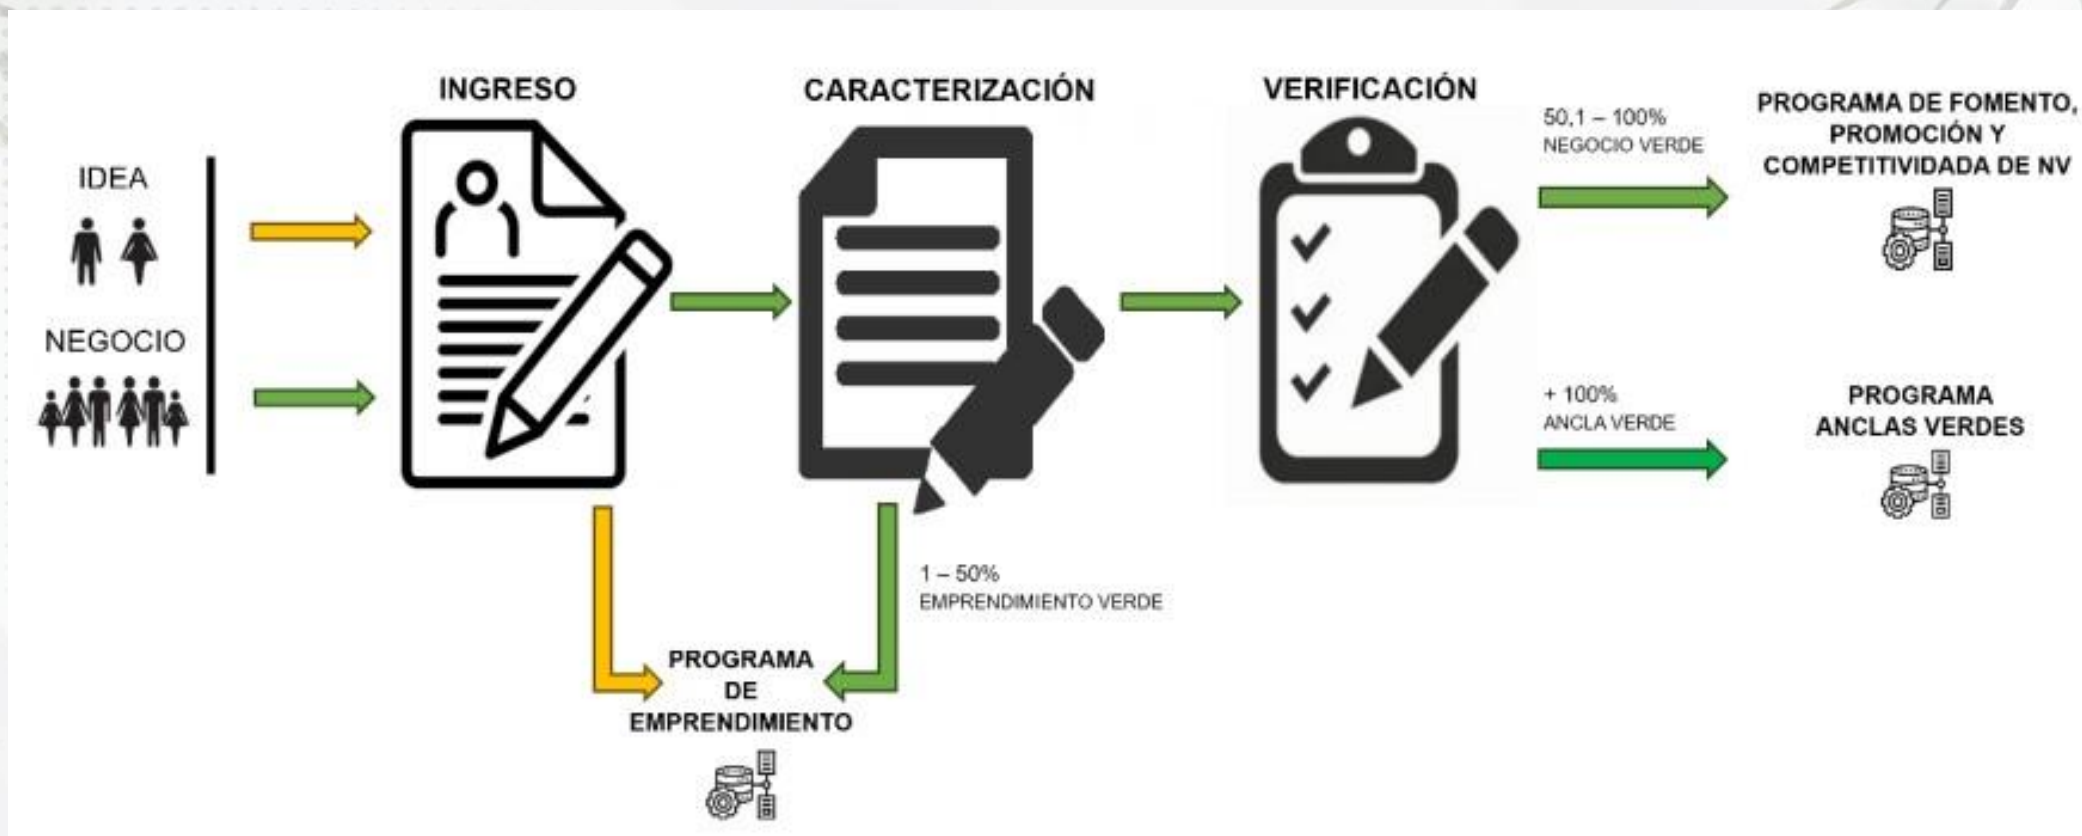 IDEA
NEGOCIO
INGRESO
CARACTERIZACIÓN
VERIFICACIÓN
50,1 – 100%
NEGOCIO VERDE
PROGRAMA DE FOMENTO,
PROMOCIÓN Y
COMPETITIVIDADA DE NV
+ 100%
ANCLA VERDE
PROGRAMA
ANCLAS VERDES
1 – 50%
EMPRENDIMIENTO VERDE
PROGRAMA
DE
EMPRENDIMIENTO